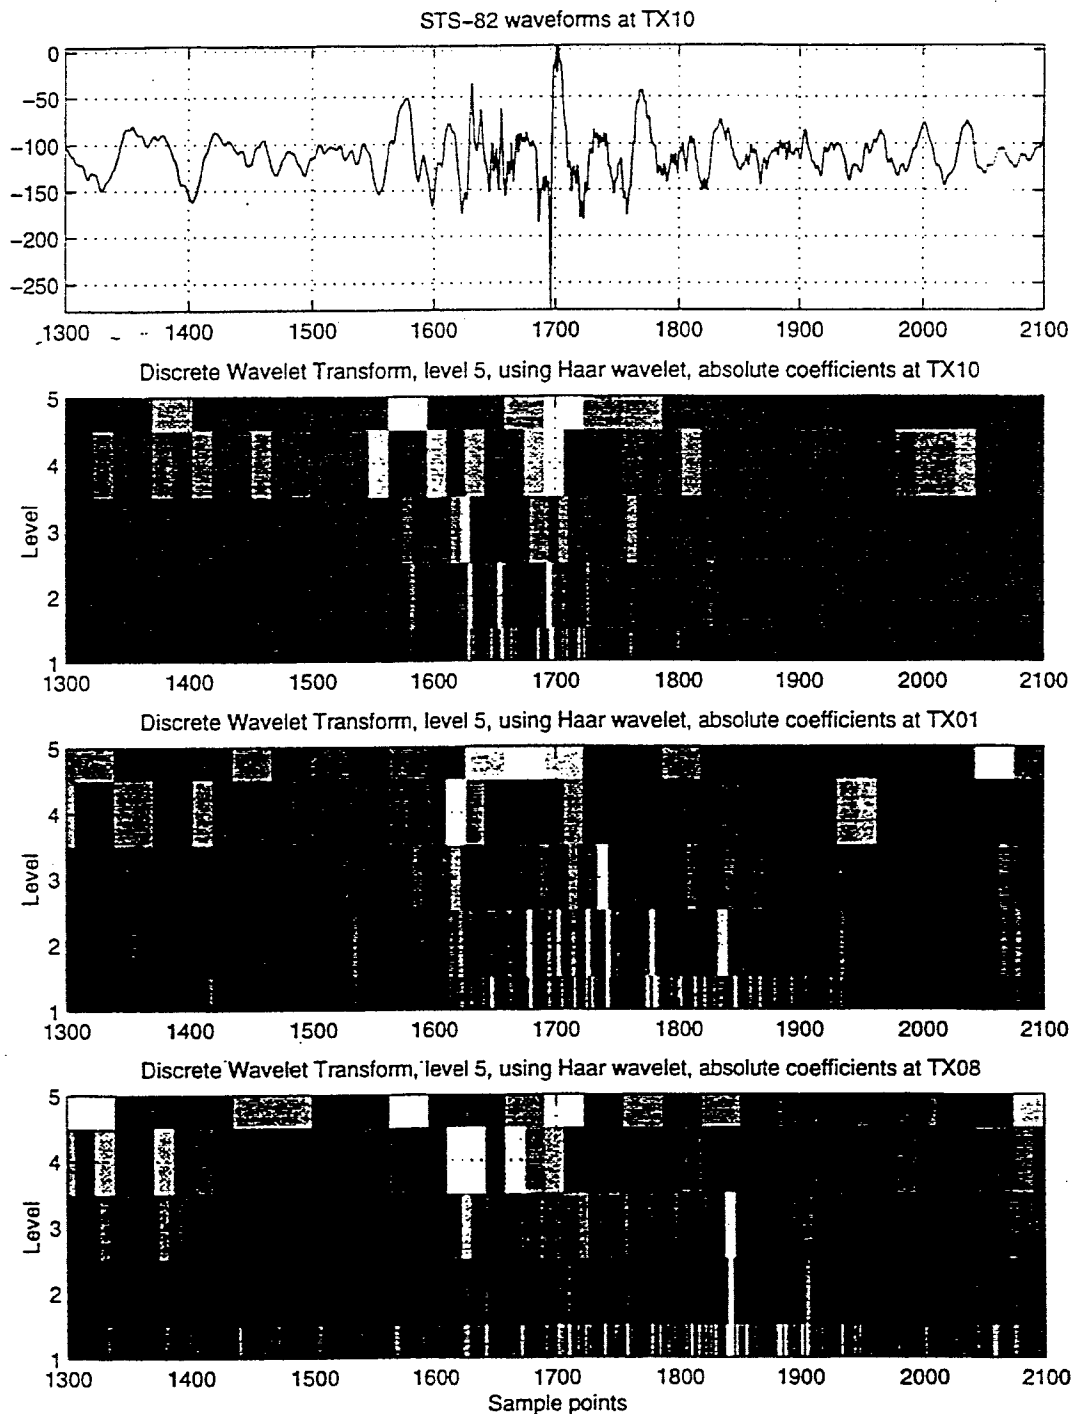 STS-82 waveforms at TX10
0
-50
-100
-150
-200
-250
1300 1400 1500 1600 1700 1800 1900 2000 2100
Discrete Wavelet Transform, level 5, using Haar wavelet, absolute coefficients at TX10
5
4
3
2
1
Level
1300 1400 1500 1600 1700 1800 1900 2000 2100
Discrete Wavelet Transform, level 5, using Haar wavelet, absolute coefficients at TX01
5
4
3
2
1
Level
1300 1400 1500 1600 1700 1800 1900 2000 2100
Discrete Wavelet Transform, level 5, using Haar wavelet, absolute coefficients at TX08
5
4
3
2
1
Level
1300 1400 1500 1600 1700 1800 1900 2000 2100
Sample points